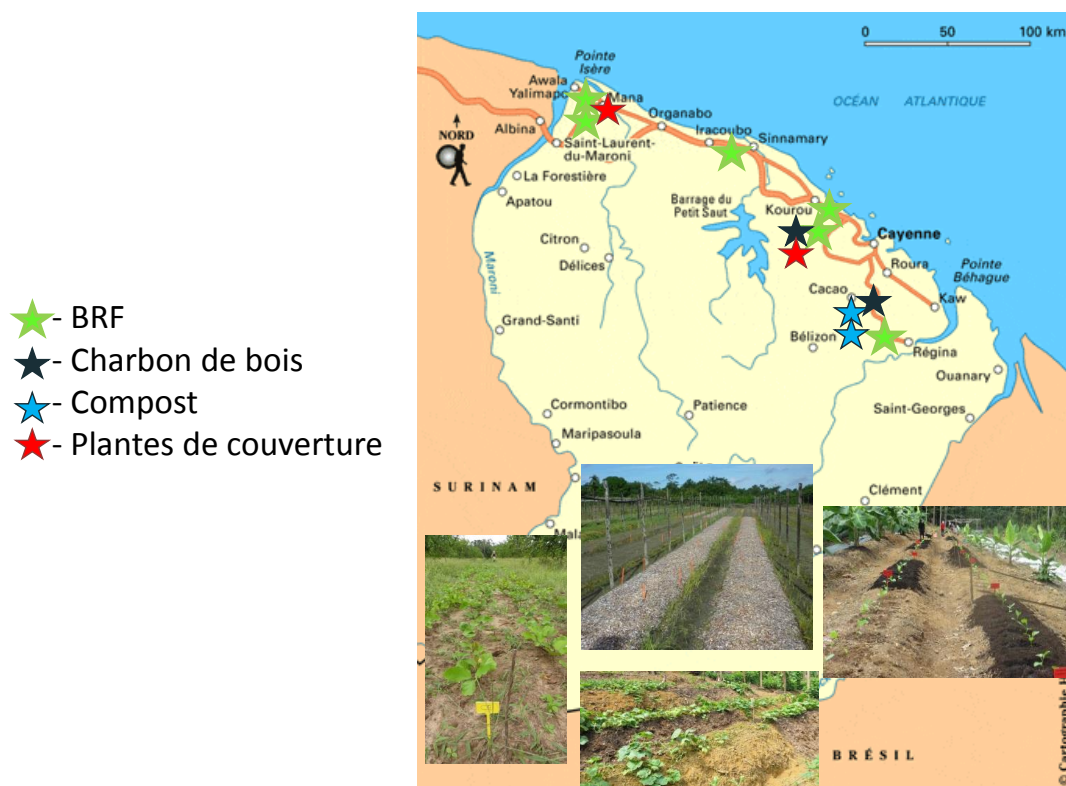 - BRF
- Charbon de bois
- Compost
- Plantes de couverture
0 50 100 km
Pointe
Isère
Awala
Yalimapo
Mana
Organabo
OCÉAN ATLANTIQUE
Albina
NORD
Iracoubo
Sinnamary
Saint-Laurent-
du-Maroni
La Forestière
Apatou
Barrage du
Petit Saut
Kourou
Cayenne
Citron
Délices
Maroni
Roura
Pointe
Béhague
Cacao
Kaw
Grand-Santi
Bélizon
Régina
Ouanary
Cormontibo
Patience
Saint-Georges
Maripasoula
SURINAM
Clément
Mal
BRÉSIL
© Cartographie